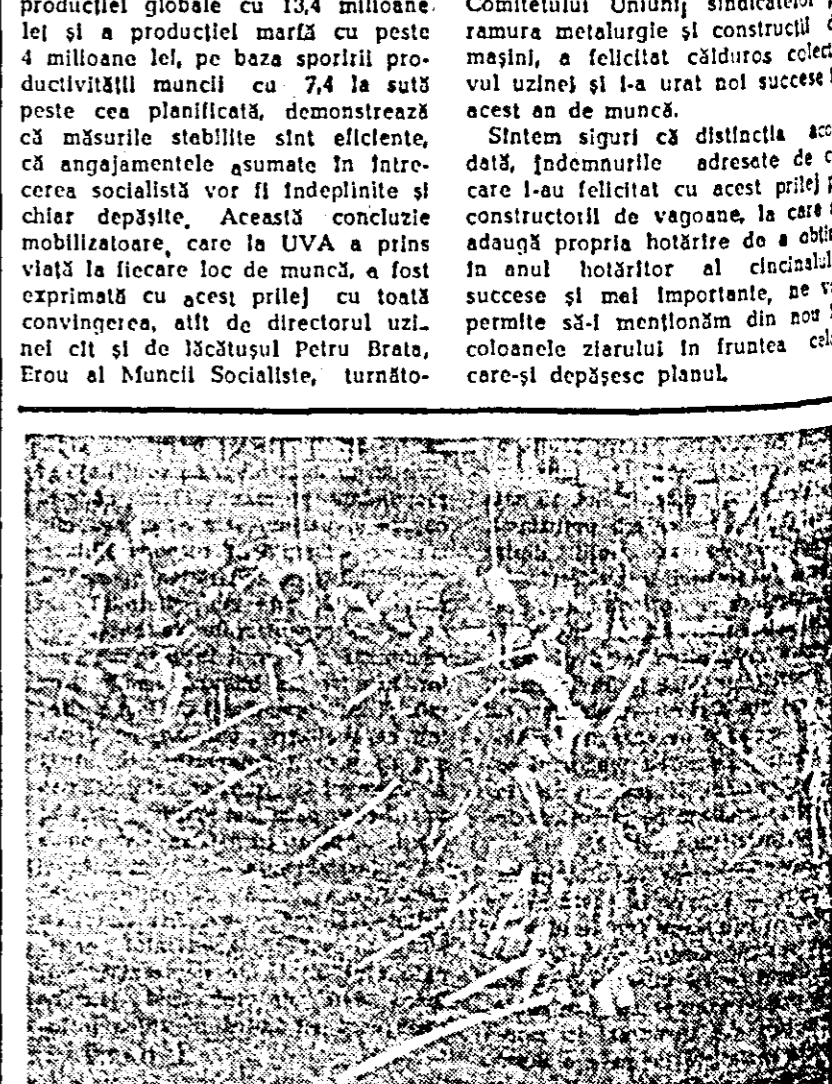 producției globale cu 13,4 milioane
lei și a producției marfă cu peste
4 milioane lei, pe baza sporirii pro-
ductivității muncii cu 7,4 la sută
peste cea planificată, demonstrează
că măsurile stabilite sînt eficiente,
că angajamentele asumate în între-
cerea socialistă vor fi îndeplinite și
chiar depășite. Această concluzie
mobilizatoare, care la UVA a prins
viață la fiecare loc de muncă, a fost
exprimată cu acest prilej cu toată
convingerea, atît de directorul uzi-
nei cît și de lăcătușul Petru Brata,
Erou al Muncii Socialiste, turnăto-
Comitetului Uniunii sindicatelor
ramura metalurgie și construcții
mașini, a felicitat călduros colect
vul uzinei și i-a urat noi succese
acest an de muncă.
Sîntem siguri că distincția aco
dată, îndemnurile adresate de
care i-au felicitat cu acest prilej
constructorii de vagoane, la care
adaugă propria hotărîre de a obțin
în anul hotărîtor al cincinalul
succese și mai importante, ne v
permite să-i menționăm din nou
coloanele ziarului în fruntea cel
care-și depășesc planul.